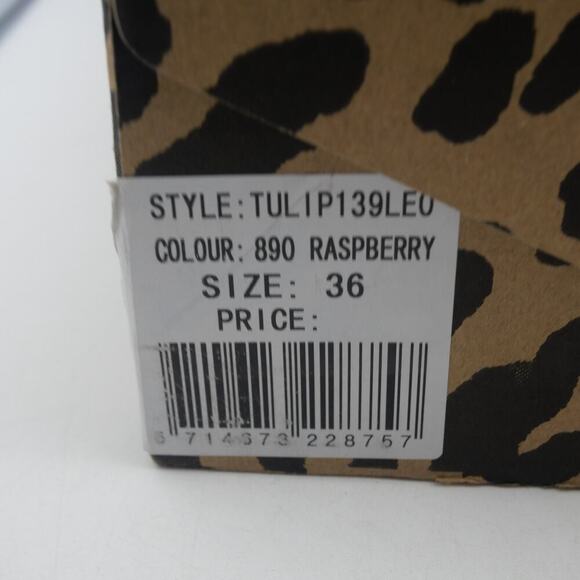 STYLE: TULIP139LEO
COLOUR: 890 RASPBERRY
SIZE: 36
PRICE:
5 714673 228757